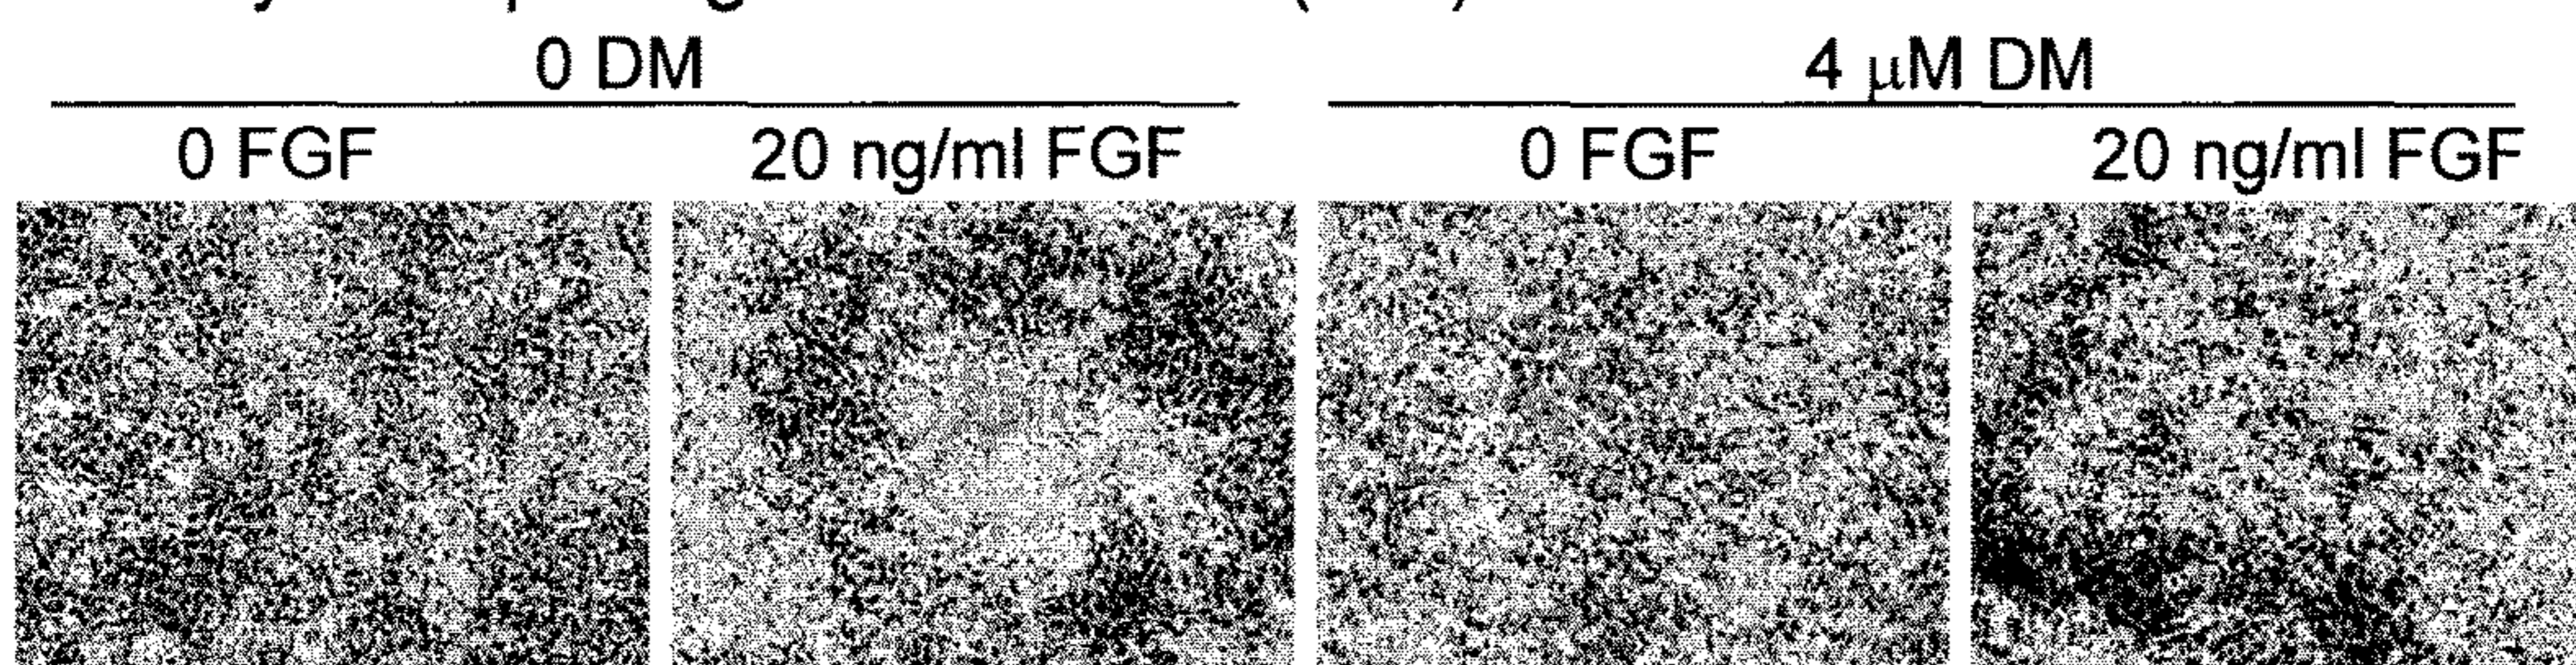 0 DM 4 μM DM
0 FGF 20 ng/ml FGF 0 FGF 20 ng/ml FGF